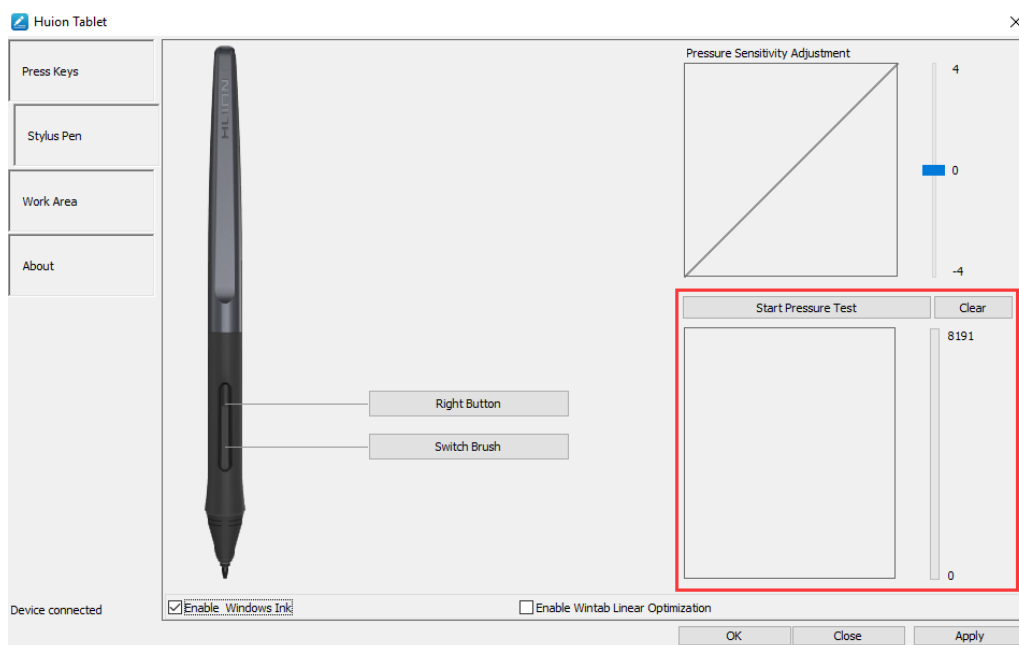 Huion Tablet
Press Keys
Stylus Pen
Work Area
About
Device connected
HUION
Right Button
Switch Brush
Pressure Sensitivity Adjustment
4
0
-4
Start Pressure Test
Clear
8191
0
Enable Windows Ink
Enable Wintab Linear Optimization
OK
Close
Apply